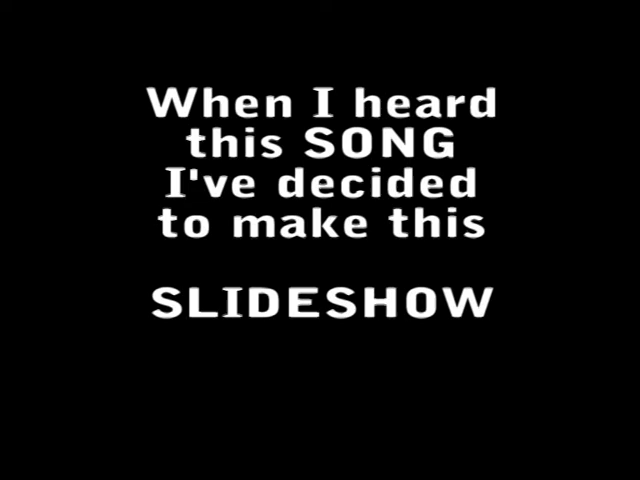 When I heard
this SONG
I've decided
to make this
SLIDESHOW